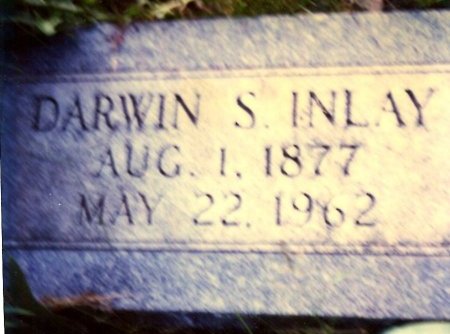 DARWIN S. INLAY
AUG. 1, 1877
MAY 22, 1962